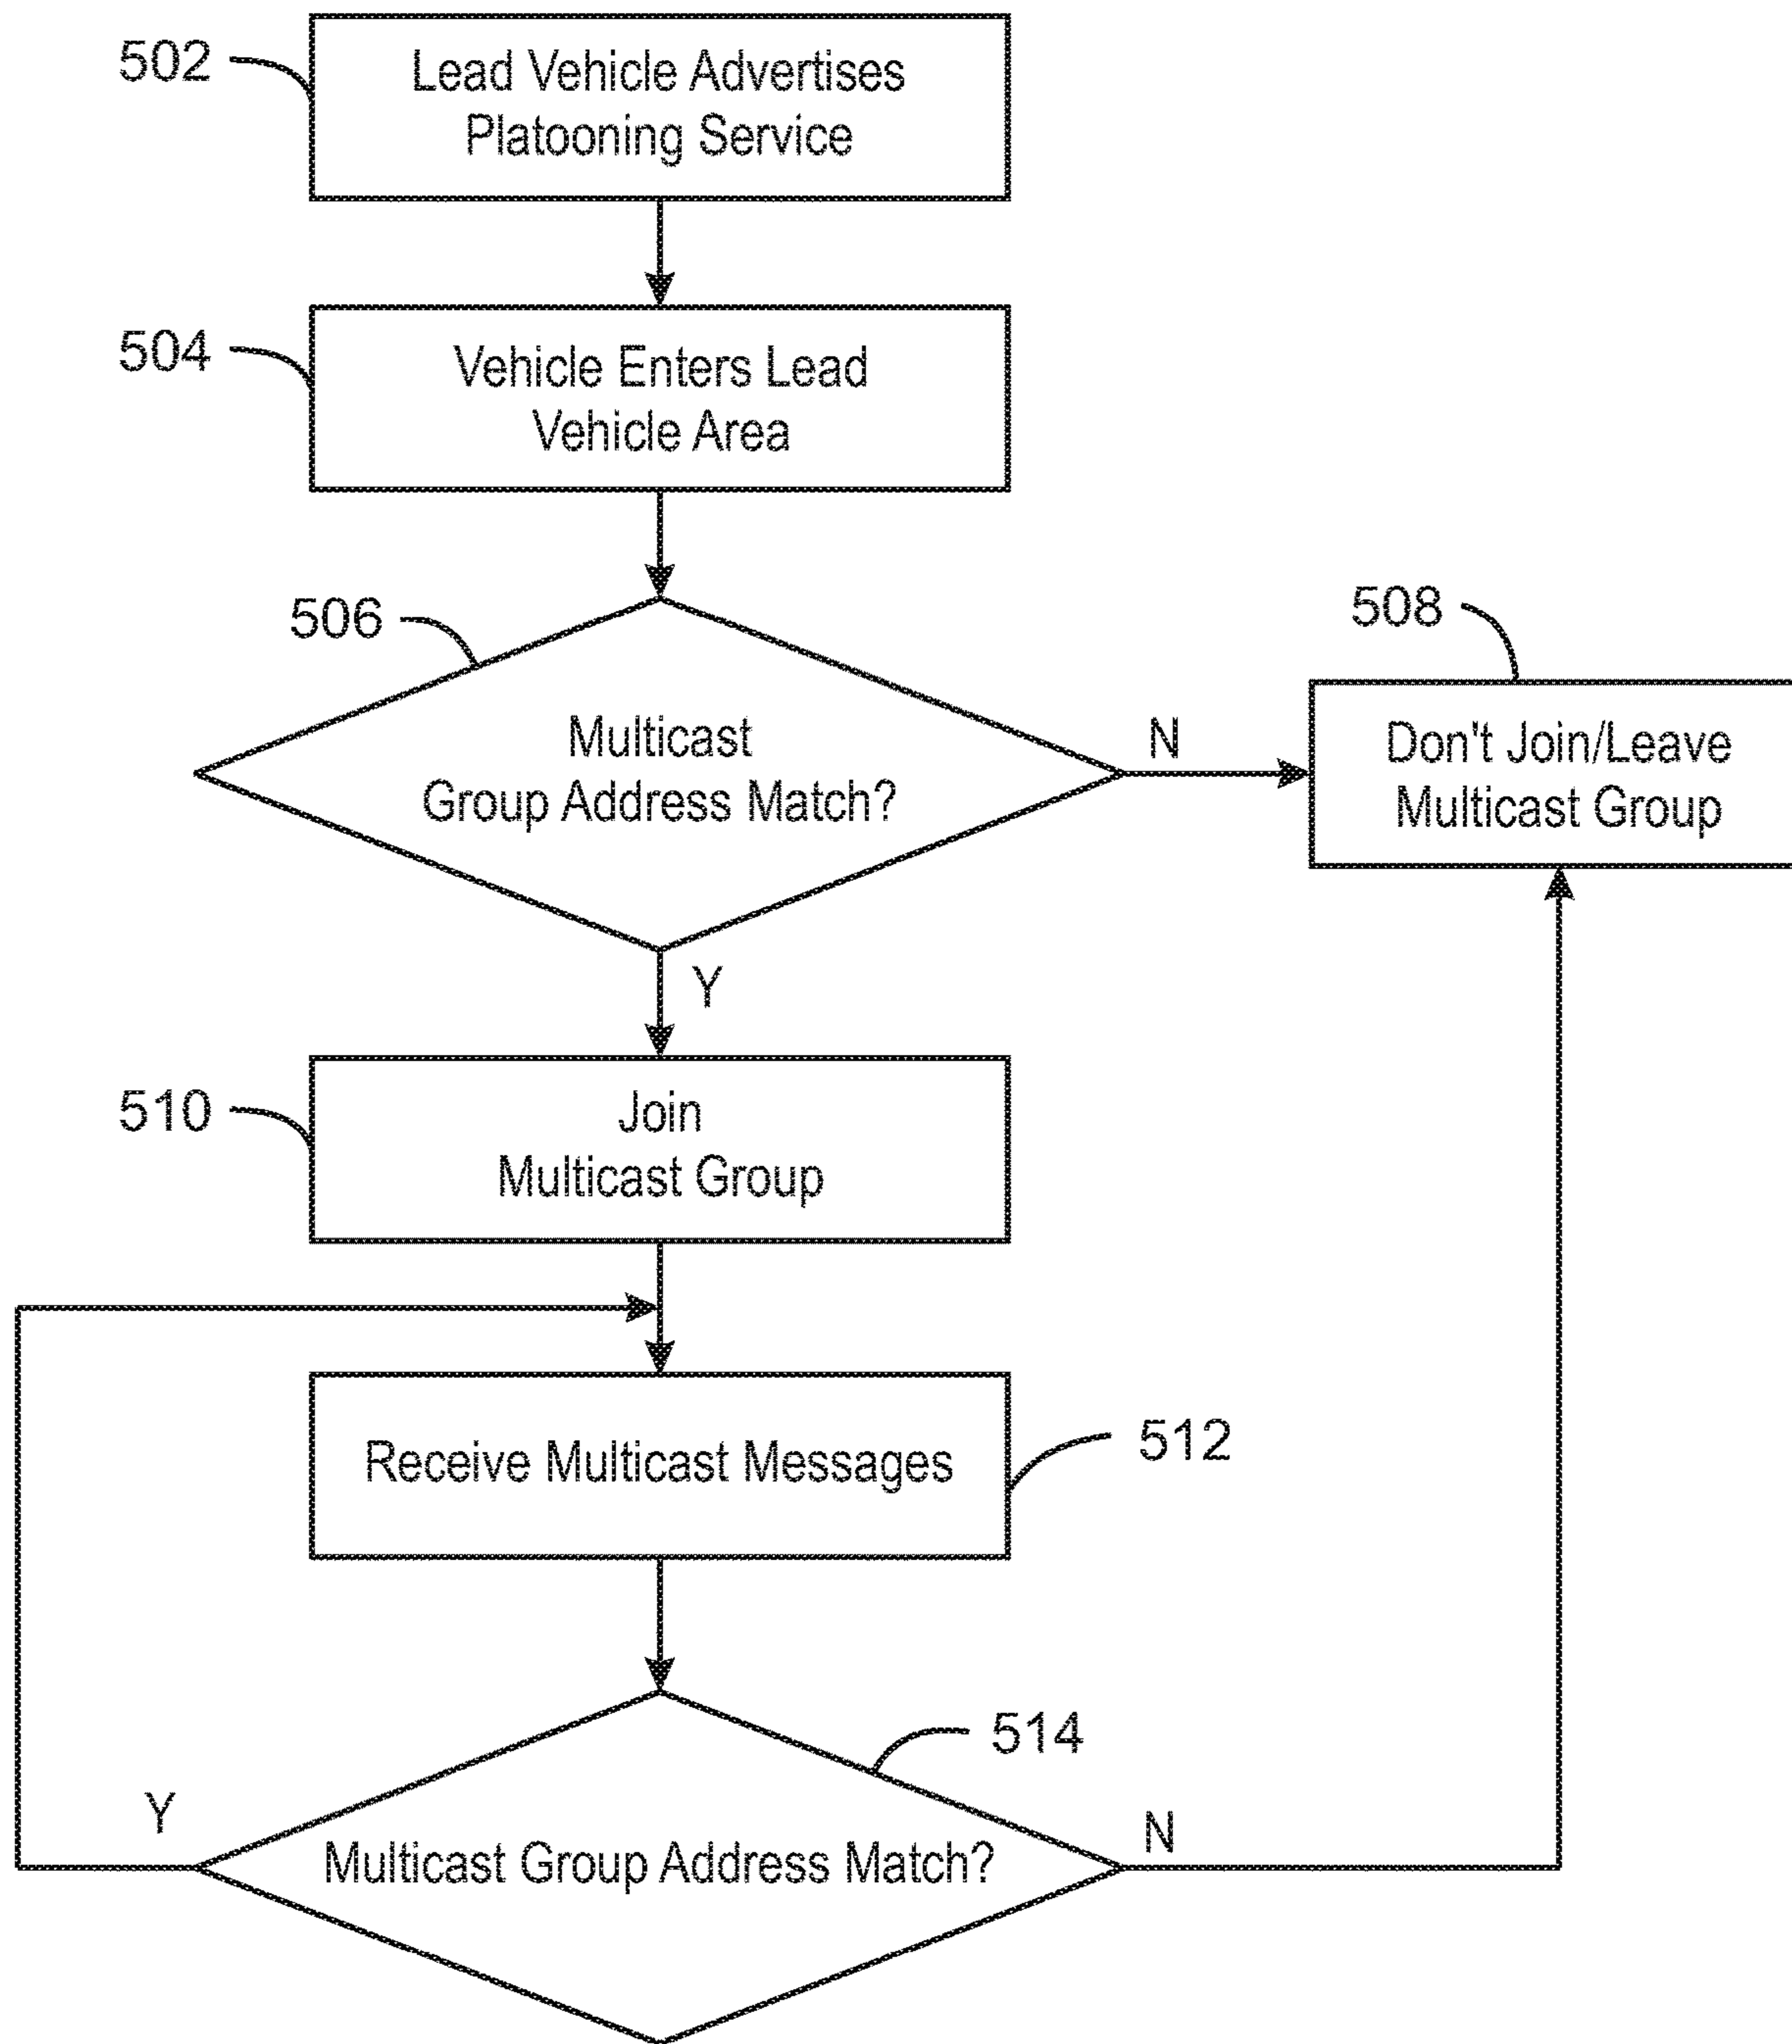 502
Lead Vehicle Advertises
Platooning Service
504
Vehicle Enters Lead
Vehicle Area
506
Multicast
Group Address Match?
N
508
Don't Join/Leave
Multicast Group
Y
510
Join
Multicast Group
Receive Multicast Messages
512
514
Y
Multicast Group Address Match?
N